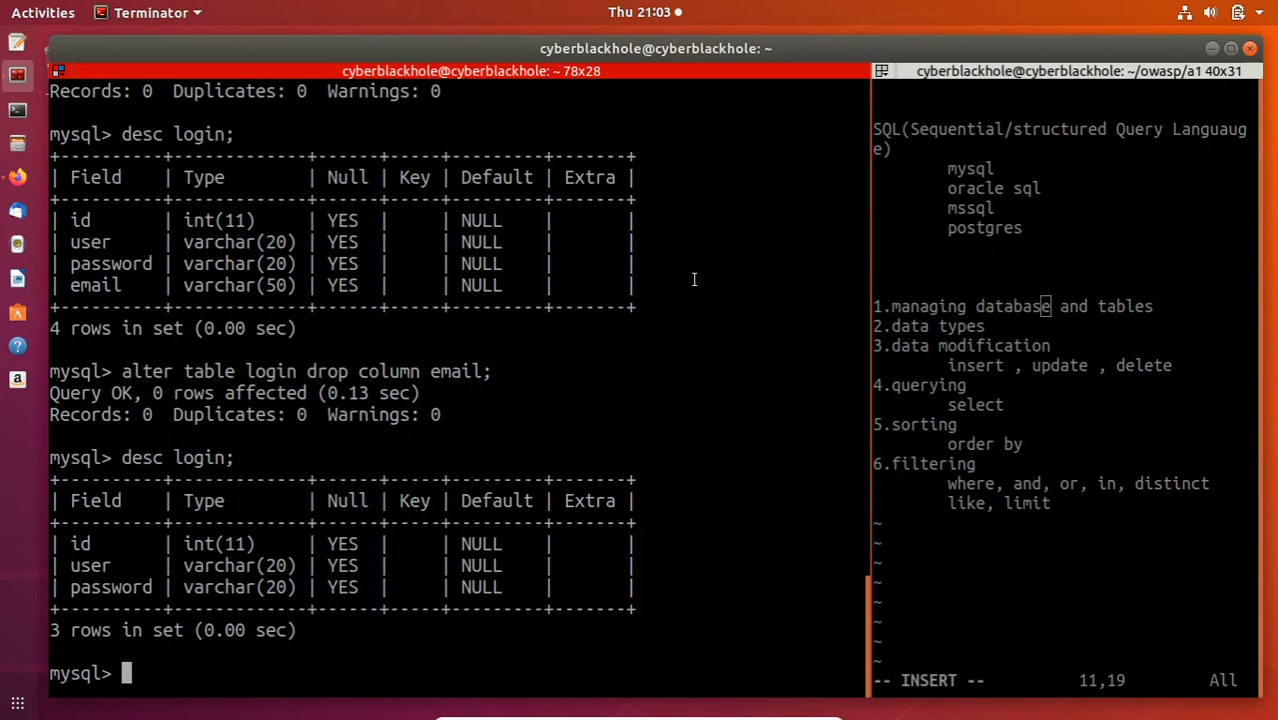 Activities Terminator Thu 21:03
cyberblackhole@cyberblackhole: ~
cyberblackhole@cyberblackhole: ~ 78x28
Records: 0  Duplicates: 0  Warnings: 0
mysql> desc login;
+----------+-------------+------+-----+---------+-------+
| Field    | Type        | Null | Key | Default | Extra |
+----------+-------------+------+-----+---------+-------+
| id       | int(11)     | YES  |     | NULL    |       |
| user     | varchar(20) | YES  |     | NULL    |       |
| password | varchar(20) | YES  |     | NULL    |       |
| email    | varchar(50) | YES  |     | NULL    |       |
+----------+-------------+------+-----+---------+-------+
4 rows in set (0.00 sec)
mysql> alter table login drop column email;
Query OK, 0 rows affected (0.13 sec)
Records: 0  Duplicates: 0  Warnings: 0
mysql> desc login;
+----------+-------------+------+-----+---------+-------+
| Field    | Type        | Null | Key | Default | Extra |
+----------+-------------+------+-----+---------+-------+
| id       | int(11)     | YES  |     | NULL    |       |
| user     | varchar(20) | YES  |     | NULL    |       |
| password | varchar(20) | YES  |     | NULL    |       |
+----------+-------------+------+-----+---------+-------+
3 rows in set (0.00 sec)
mysql>
cyberblackhole@cyberblackhole: ~/owasp/a1 40x31
SQL(Sequential/structured Query Languaug
e)
mysql
oracle sql
mssql
postgres
1.managing database and tables
2.data types
3.data modification
insert , update , delete
4.querying
select
5.sorting
order by
6.filtering
where, and, or, in, distinct
like, limit
~
~
~
~
~
~
~
~
-- INSERT -- 11,19 All